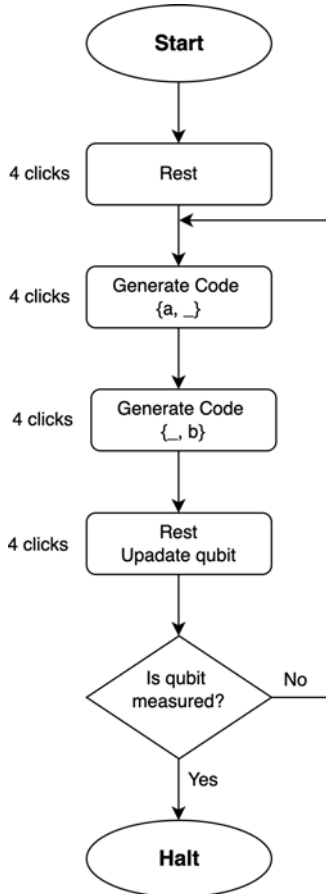 Start
4 clicks
Rest
4 clicks
Generate Code
{a, _}
4 clicks
Generate Code
{_, b}
4 clicks
Rest
Upadate qubit
Is qubit
measured?
No
Yes
Halt